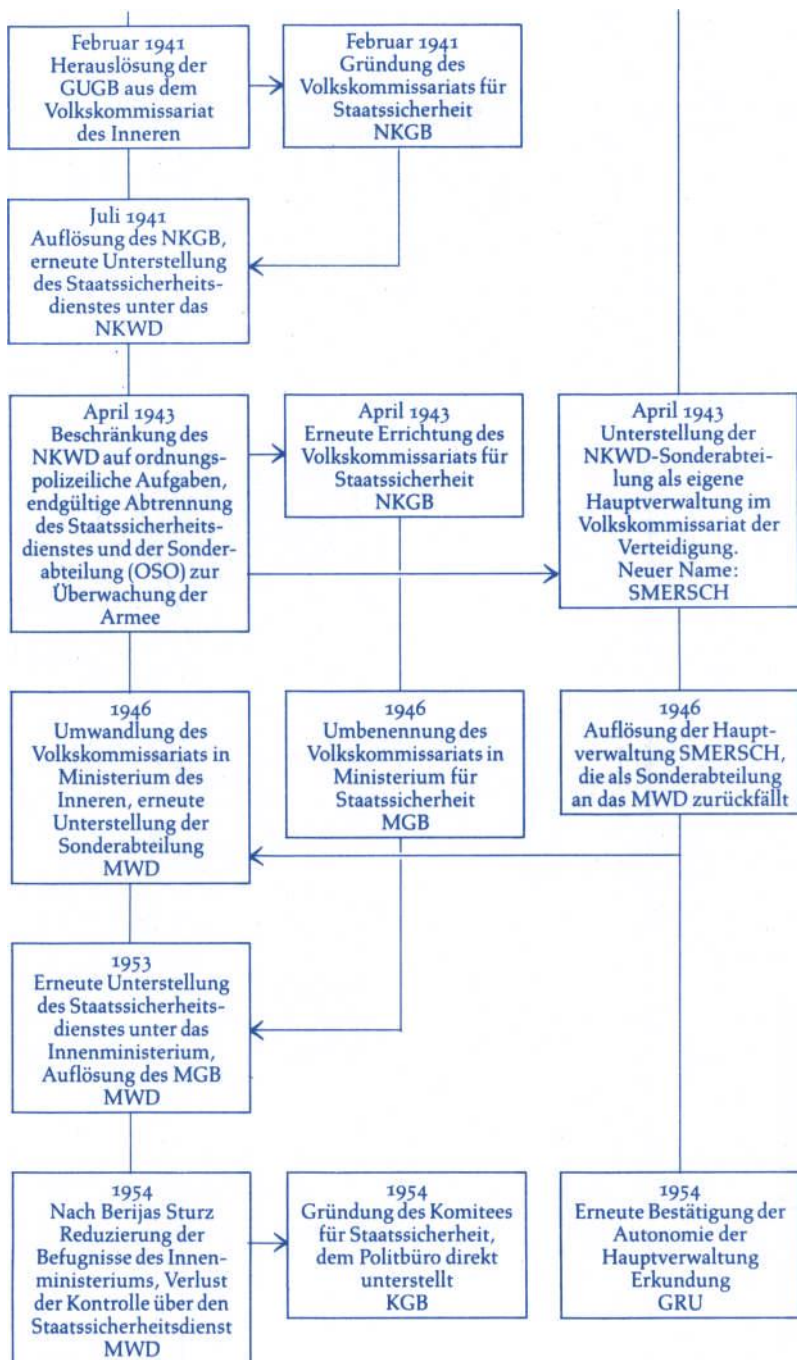 Februar 1941
Herauslösung der
GUGB aus dem
Volkskommissariat
des Inneren
Februar 1941
Gründung des
Volkskommissariats für
Staatssicherheit
NKGB
Juli 1941
Auflösung des NKGB,
erneute Unterstellung
des Staatssicherheits-
dienstes unter das
NKWD
April 1943
Beschränkung des
NKWD auf ordnungs-
polizeiliche Aufgaben,
endgültige Abtrennung
des Staatssicherheits-
dienstes und der Sonder-
abteilung (OSO) zur
Überwachung der
Armee
April 1943
Erneute Errichtung des
Volkskommissariats für
Staatssicherheit
NKGB
April 1943
Unterstellung der
NKWD-Sonderabtei-
lung als eigene
Hauptverwaltung im
Volkskommissariat der
Verteidigung.
Neuer Name:
SMERSCH
1946
Umwandlung des
Volkskommissariats in
Ministerium des
Inneren, erneute
Unterstellung der
Sonderabteilung
MWD
1946
Umbenennung des
Volkskommissariats in
Ministerium für
Staatssicherheit
MGB
1946
Auflösung der Haupt-
verwaltung SMERSCH,
die als Sonderabteilung
an das MWD zurückfällt
1953
Erneute Unterstellung
des Staatssicherheits-
dienstes unter das
Innenministerium,
Auflösung des MGB
MWD
1954
Nach Berijas Sturz
Reduzierung der
Befugnisse des Innen-
ministeriums, Verlust
der Kontrolle über den
Staatssicherheitsdienst
MWD
1954
Gründung des Komitees
für Staatssicherheit,
dem Politbüro direkt
unterstellt
KGB
1954
Erneute Bestätigung der
Autonomie der
Hauptverwaltung
Erkundung
GRU